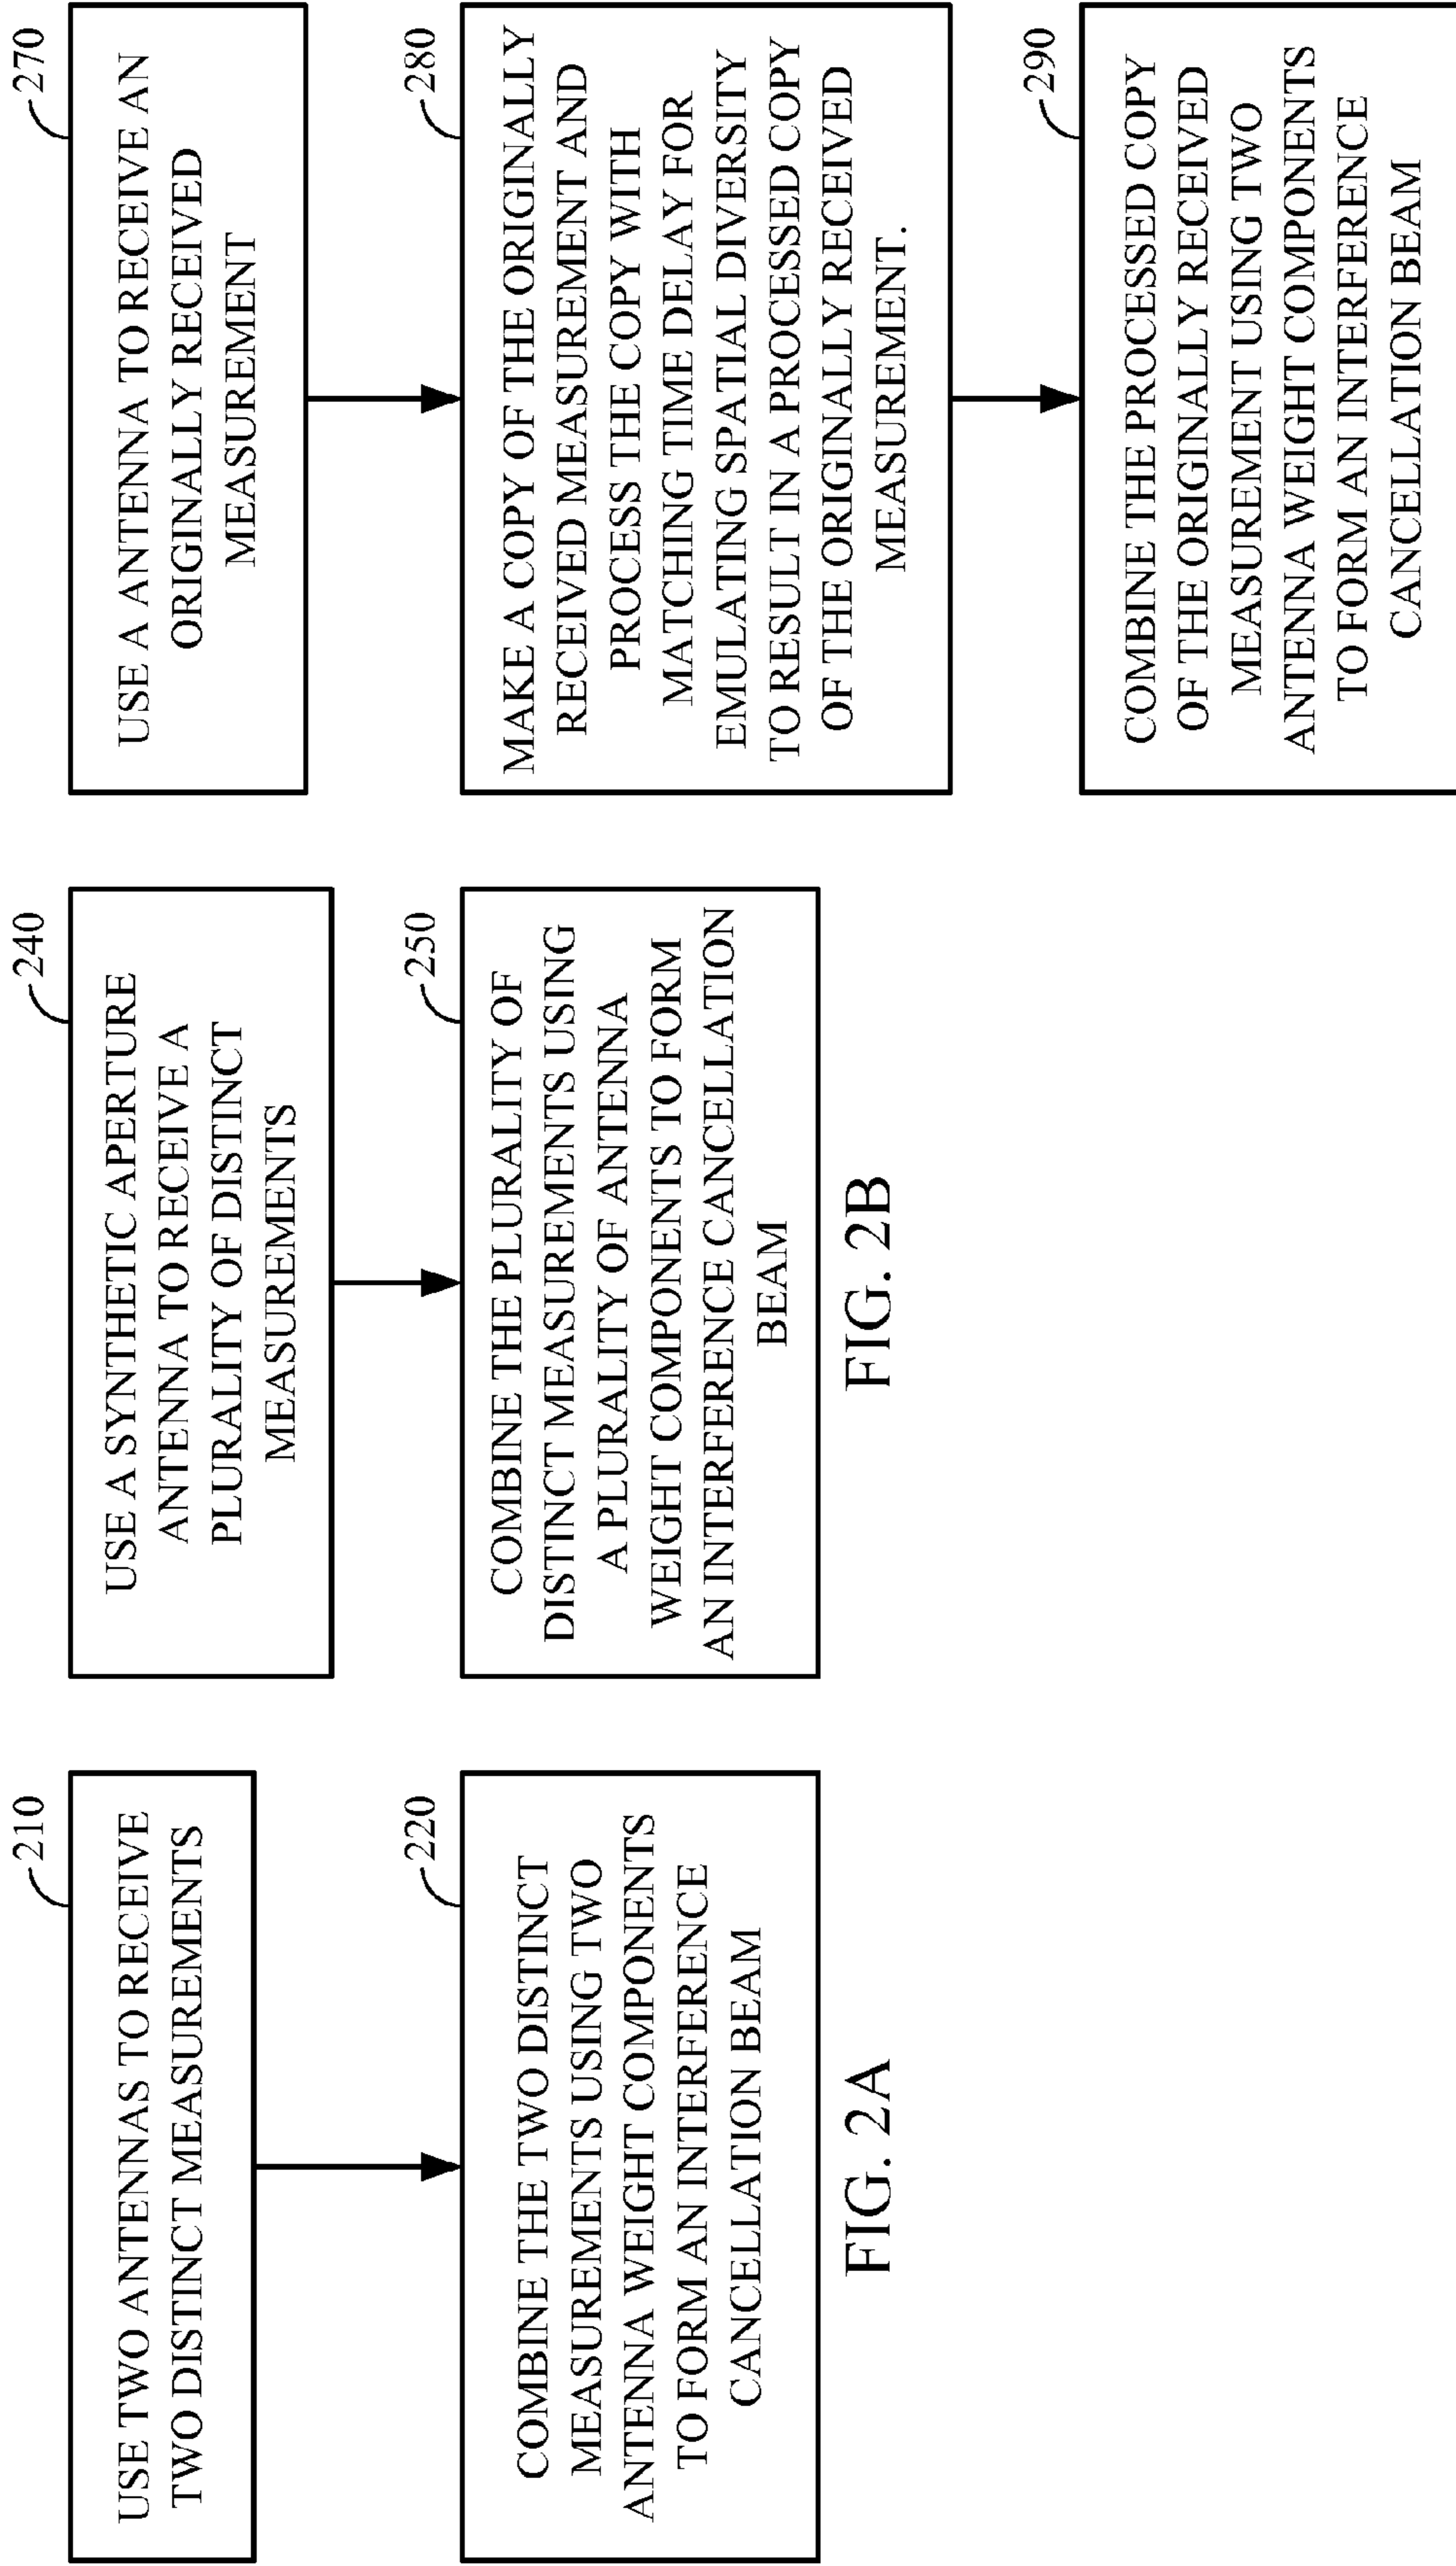 210
USE TWO ANTENNAS TO RECEIVE
TWO DISTINCT MEASUREMENTS
220
COMBINE THE TWO DISTINCT
MEASUREMENTS USING TWO
ANTENNA WEIGHT COMPONENTS
TO FORM AN INTERFERENCE
CANCELLATION BEAM
FIG. 2A
240
USE A SYNTHETIC APERTURE
ANTENNA TO RECEIVE A
PLURALITY OF DISTINCT
MEASUREMENTS
250
COMBINE THE PLURALITY OF
DISTINCT MEASUREMENTS USING
A PLURALITY OF ANTENNA
WEIGHT COMPONENTS TO FORM
AN INTERFERENCE CANCELLATION
BEAM
FIG. 2B
270
USE A ANTENNA TO RECEIVE AN
ORIGINALLY RECEIVED
MEASUREMENT
280
MAKE A COPY OF THE ORIGINALLY
RECEIVED MEASUREMENT AND
PROCESS THE COPY WITH
MATCHING TIME DELAY FOR
EMULATING SPATIAL DIVERSITY
TO RESULT IN A PROCESSED COPY
OF THE ORIGINALLY RECEIVED
MEASUREMENT.
290
COMBINE THE PROCESSED COPY
OF THE ORIGINALLY RECEIVED
MEASUREMENT USING TWO
ANTENNA WEIGHT COMPONENTS
TO FORM AN INTERFERENCE
CANCELLATION BEAM